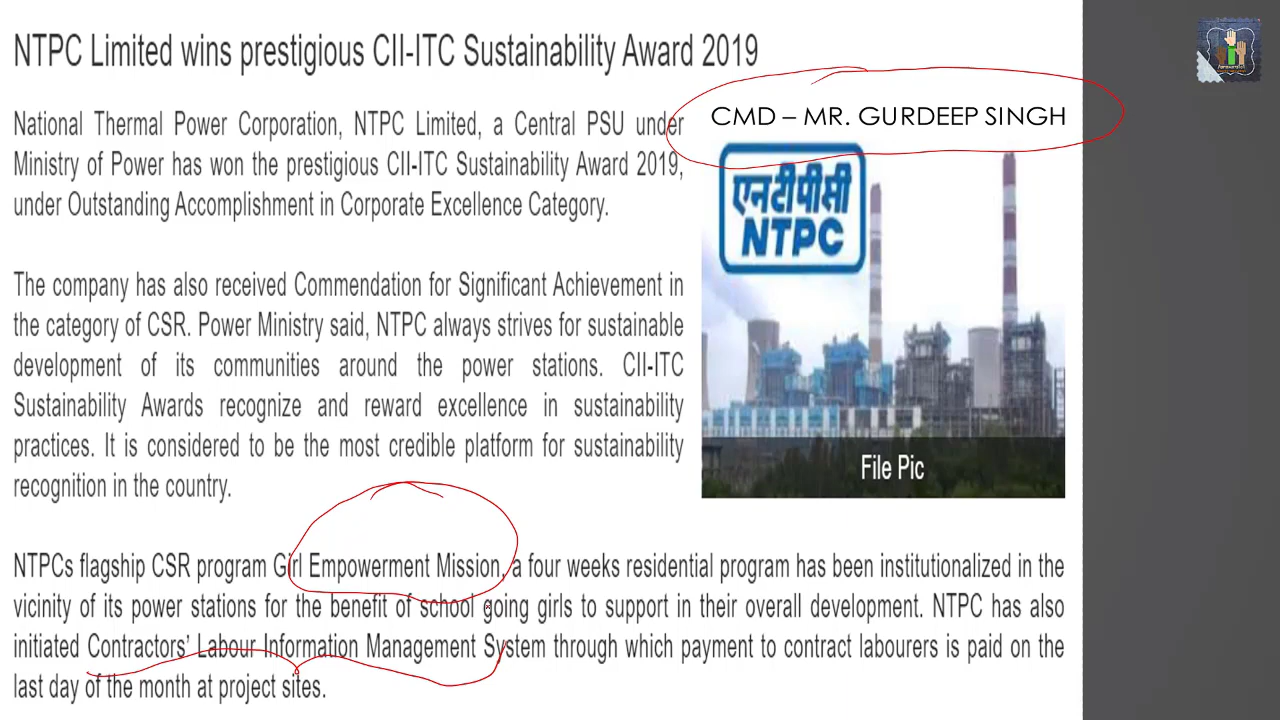 NTPC Limited wins prestigious CII-ITC Sustainability Award 2019
CMD – MR. GURDEEP SINGH
National Thermal Power Corporation, NTPC Limited, a Central PSU under
Ministry of Power has won the prestigious CII-ITC Sustainability Award 2019,
under Outstanding Accomplishment in Corporate Excellence Category.
एनटीपीसी
NTPC
The company has also received Commendation for Significant Achievement in
the category of CSR. Power Ministry said, NTPC always strives for sustainable
development of its communities around the power stations. CII-ITC
Sustainability Awards recognize and reward excellence in sustainability
practices. It is considered to be the most credible platform for sustainability
recognition in the country.
File Pic
NTPCs flagship CSR program Girl Empowerment Mission, a four weeks residential program has been institutionalized in the
vicinity of its power stations for the benefit of school going girls to support in their overall development. NTPC has also
initiated Contractors' Labour Information Management System through which payment to contract labourers is paid on the
last day of the month at project sites.